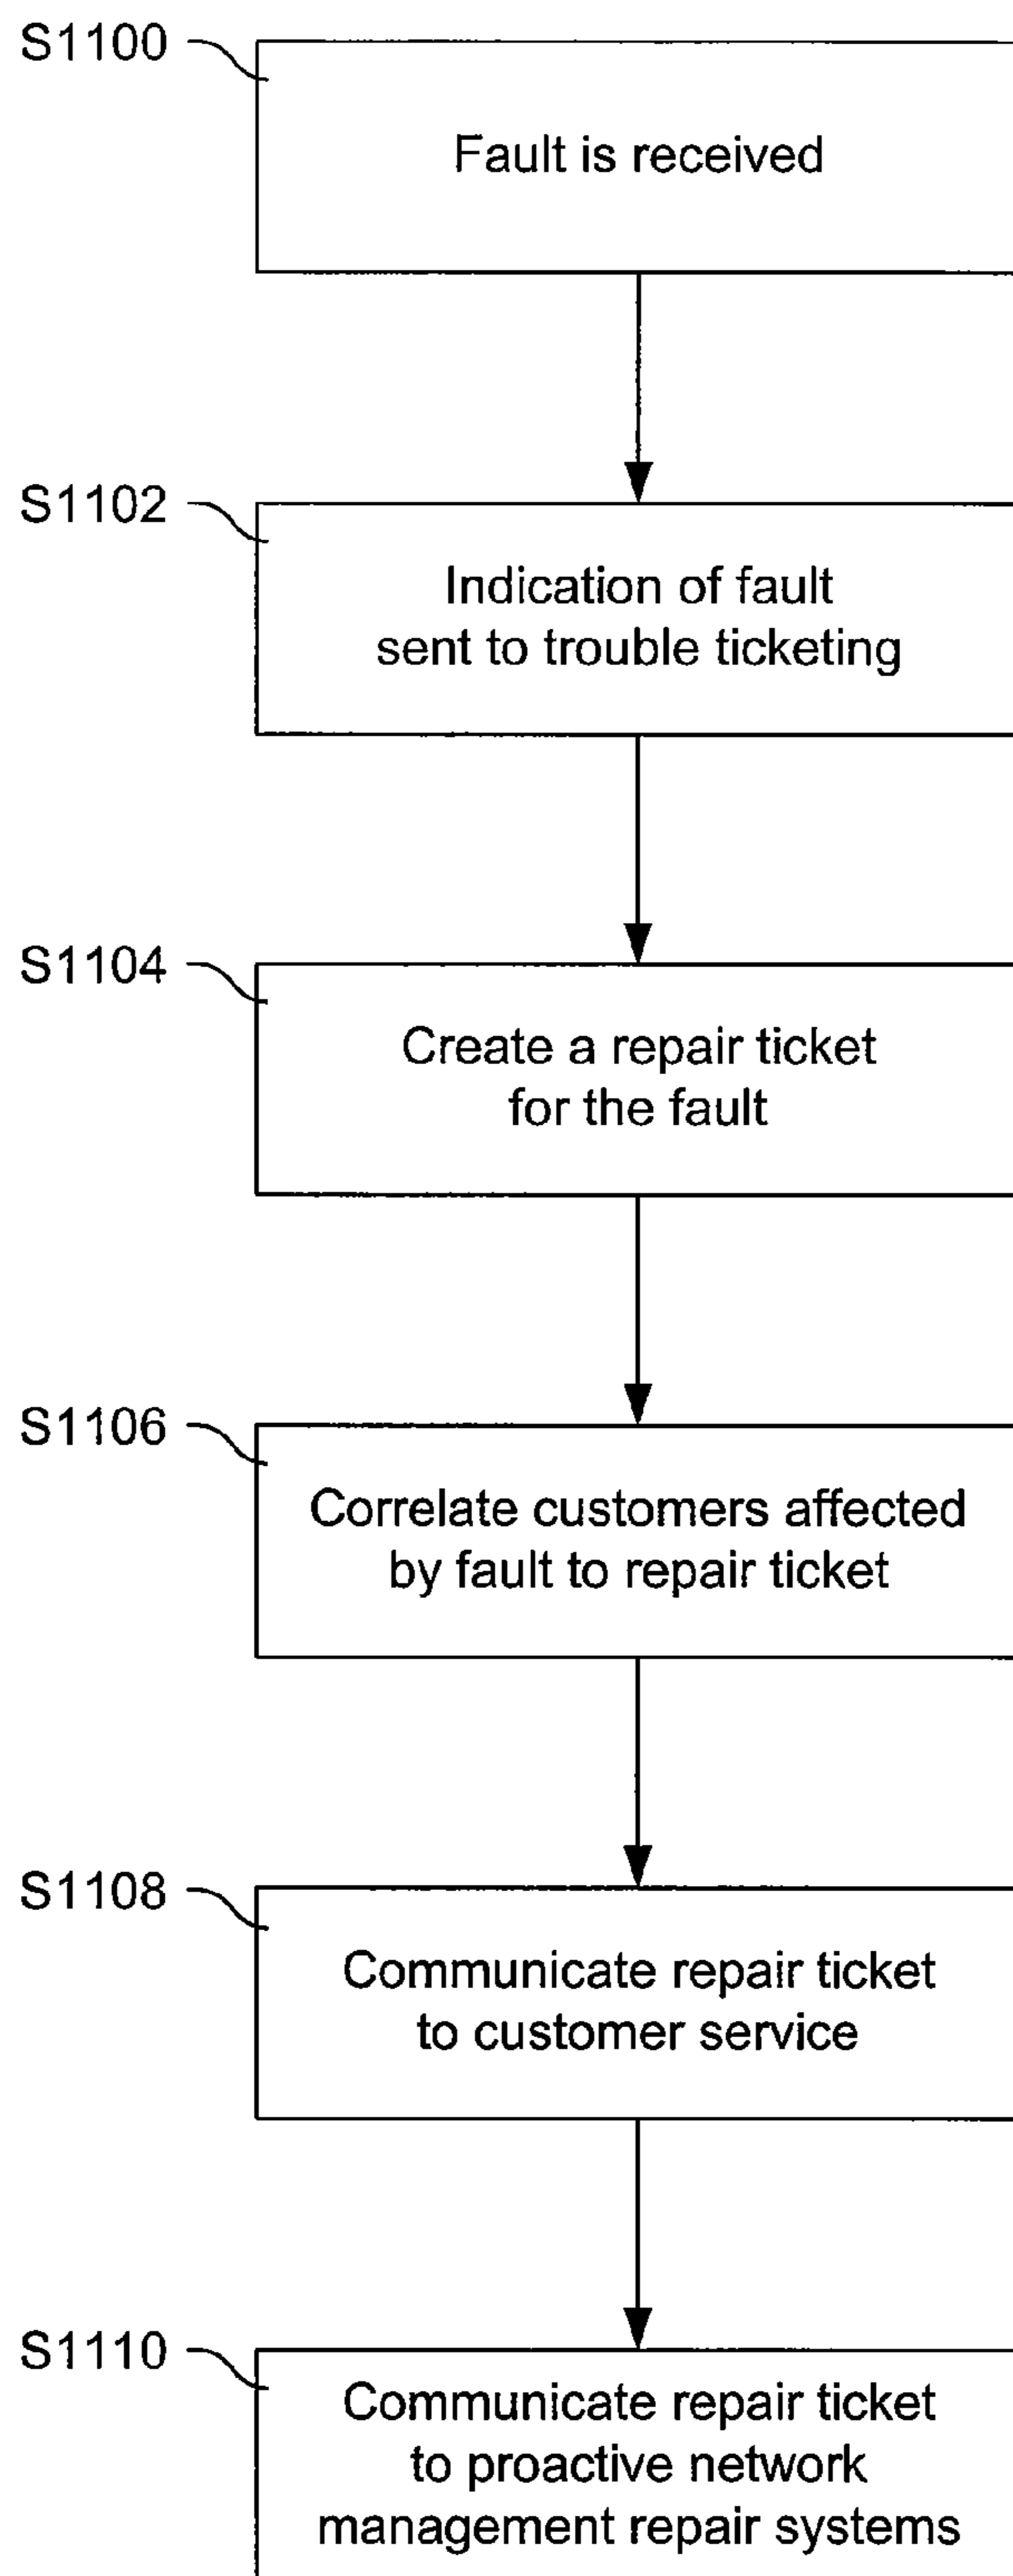 S1100
Fault is received
S1102
Indication of fault
sent to trouble ticketing
S1104
Create a repair ticket
for the fault
S1106
Correlate customers affected
by fault to repair ticket
S1108
Communicate repair ticket
to customer service
S1110
Communicate repair ticket
to proactive network
management repair systems